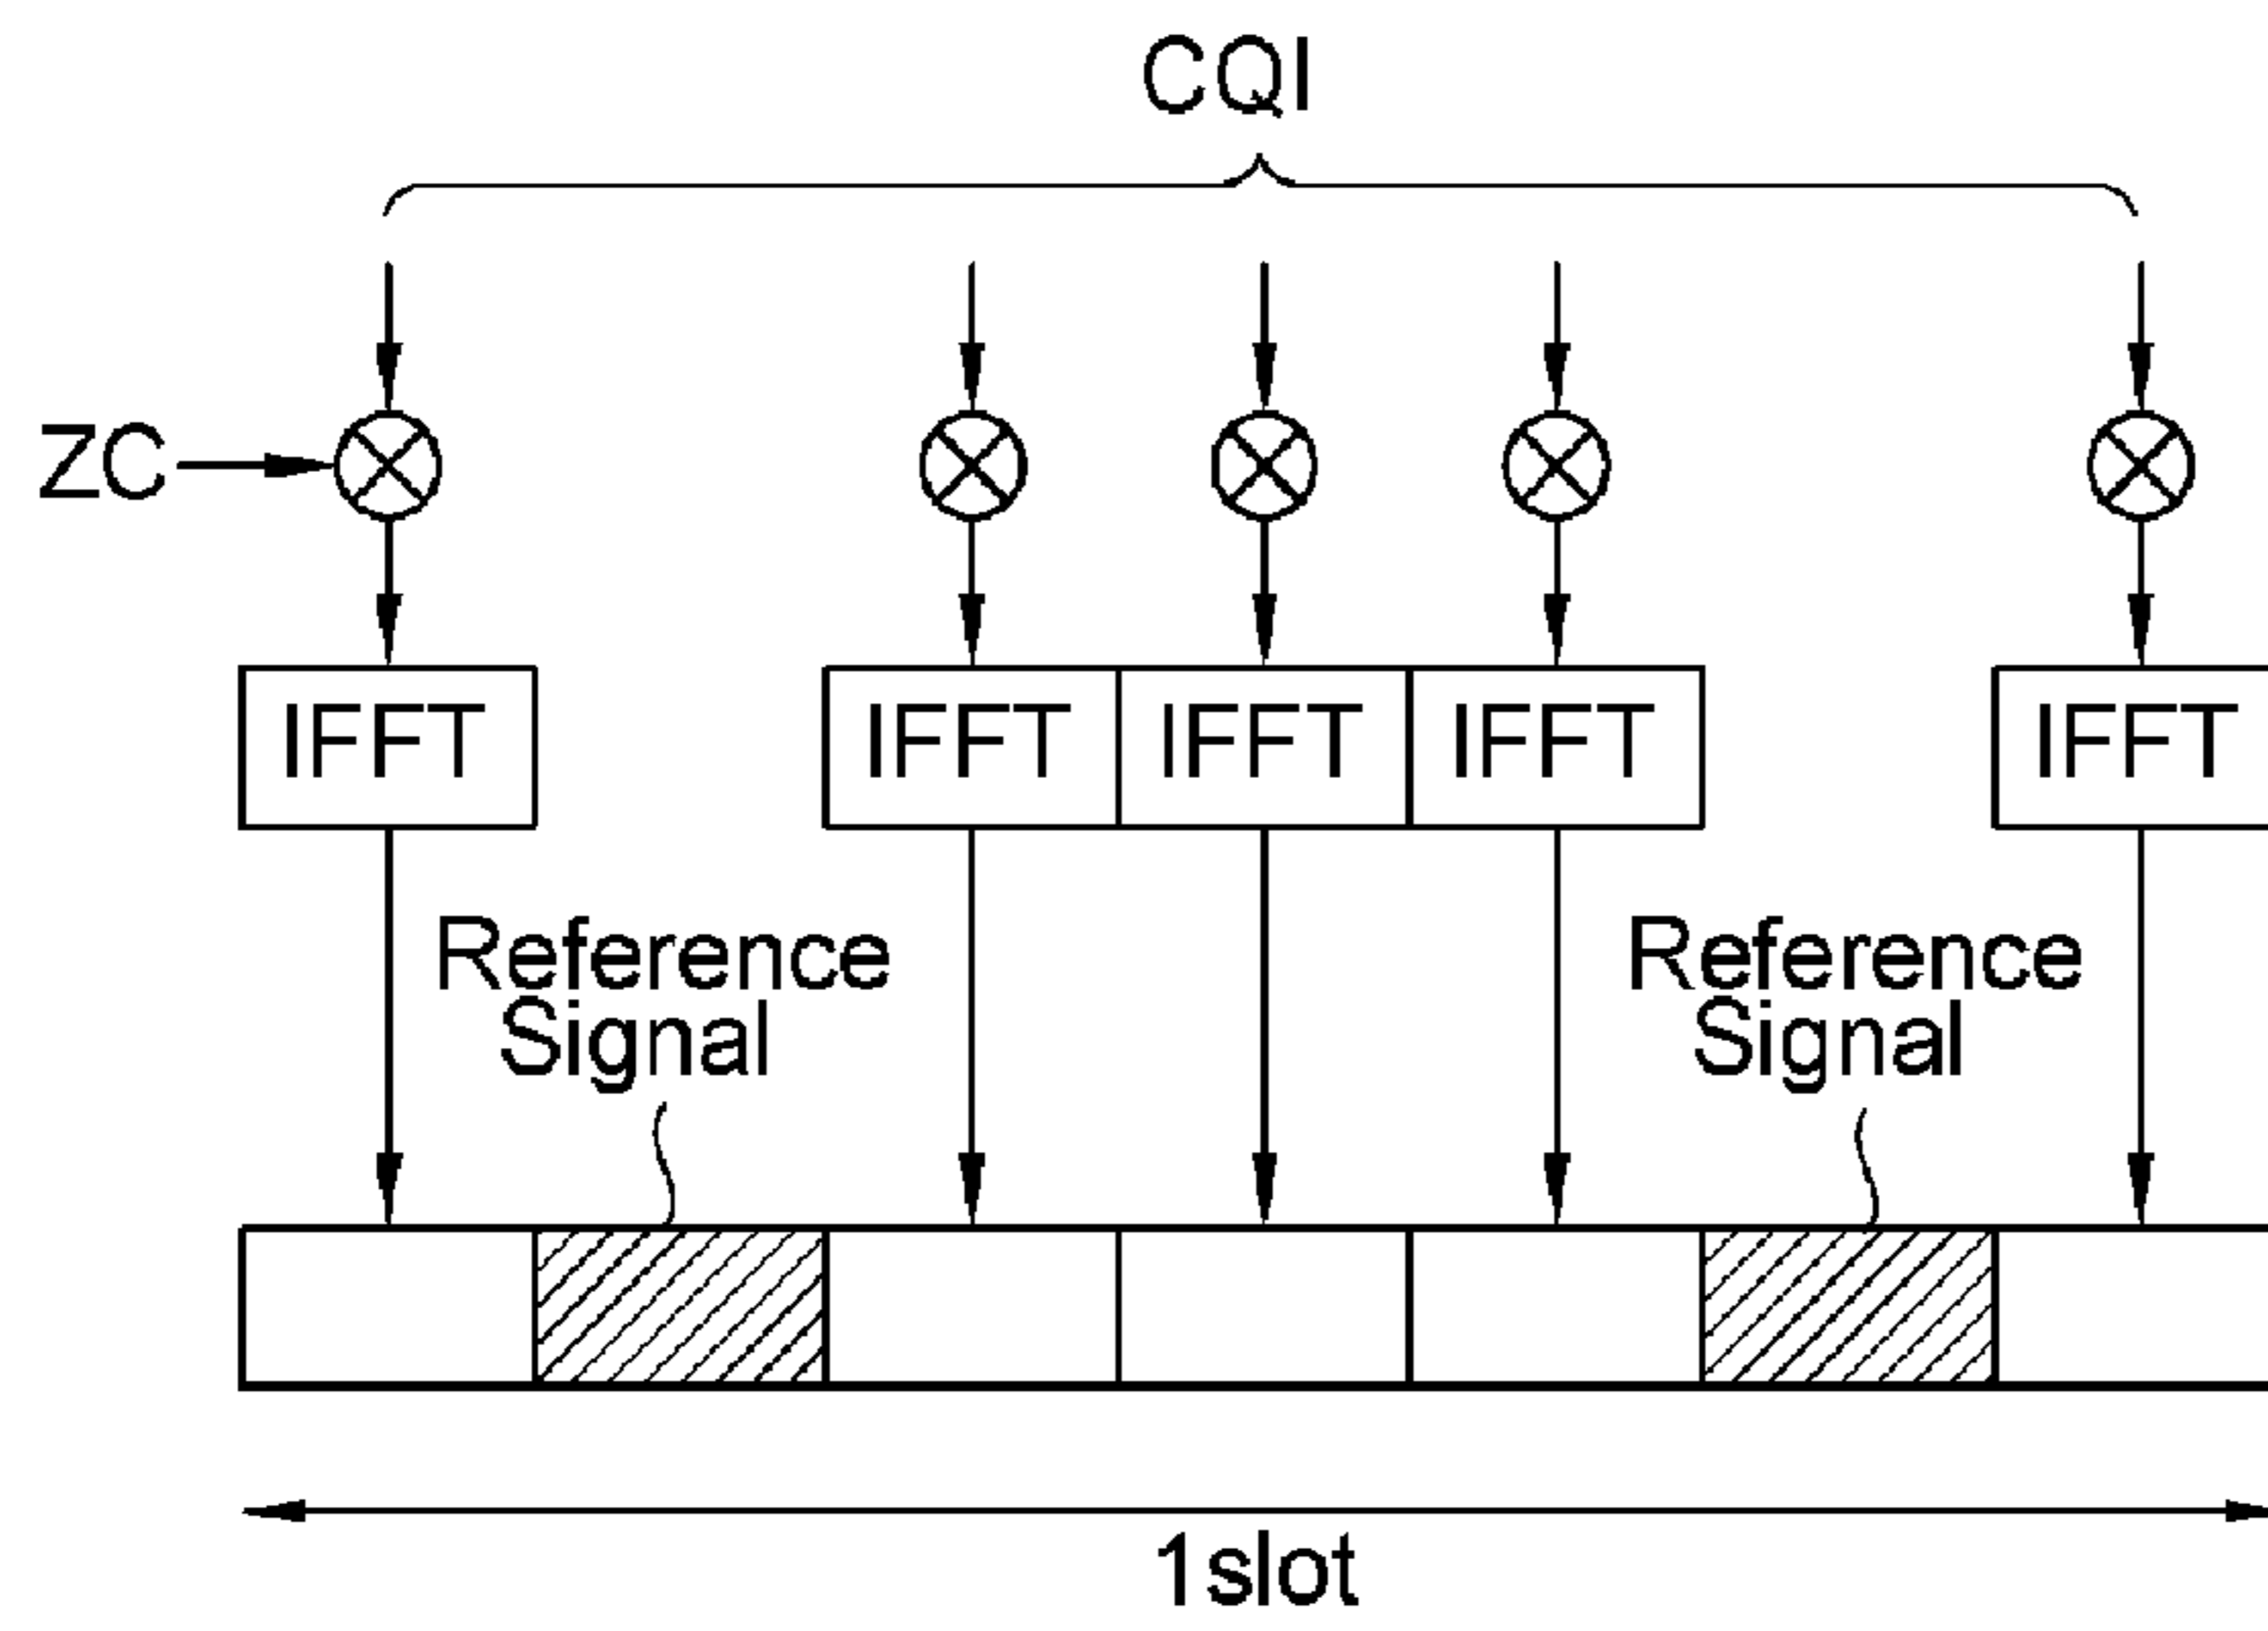 CQI
ZC
IFFT IFFT IFFT IFFT IFFT
Reference Reference
Signal Signal
1slot